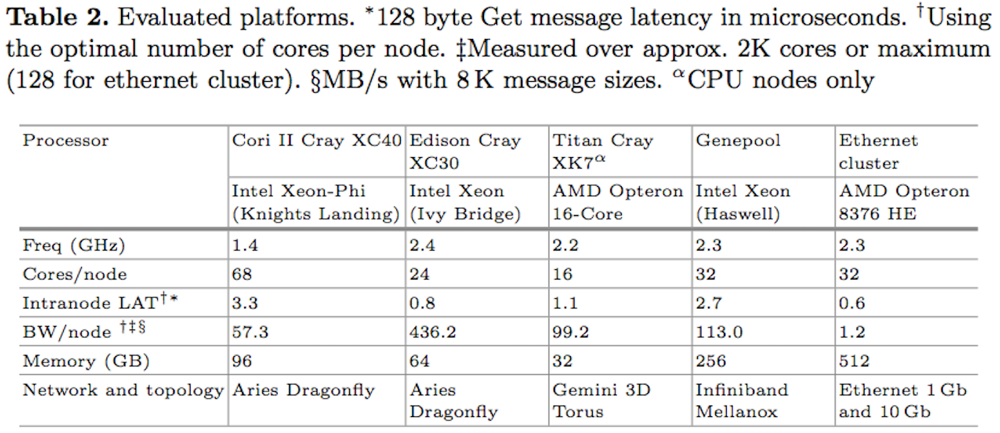 Table 2. Evaluated platforms. *128 byte Get message latency in microseconds. †Using
the optimal number of cores per node. ‡Measured over approx. 2K cores or maximum
(128 for ethernet cluster). §MB/s with 8 K message sizes. αCPU nodes only
Processor Cori II Cray XC40 Edison Cray XC30 Titan Cray XK7α Genepool Ethernet cluster
Intel Xeon-Phi (Knights Landing) Intel Xeon (Ivy Bridge) AMD Opteron 16-Core Intel Xeon (Haswell) AMD Opteron 8376 HE
Freq (GHz) 1.4 2.4 2.2 2.3 2.3
Cores/node 68 24 16 32 32
Intranode LAT†* 3.3 0.8 1.1 2.7 0.6
BW/node †‡§ 57.3 436.2 99.2 113.0 1.2
Memory (GB) 96 64 32 256 512
Network and topology Aries Dragonfly Aries Dragonfly Gemini 3D Torus Infiniband Mellanox Ethernet 1 Gb and 10 Gb